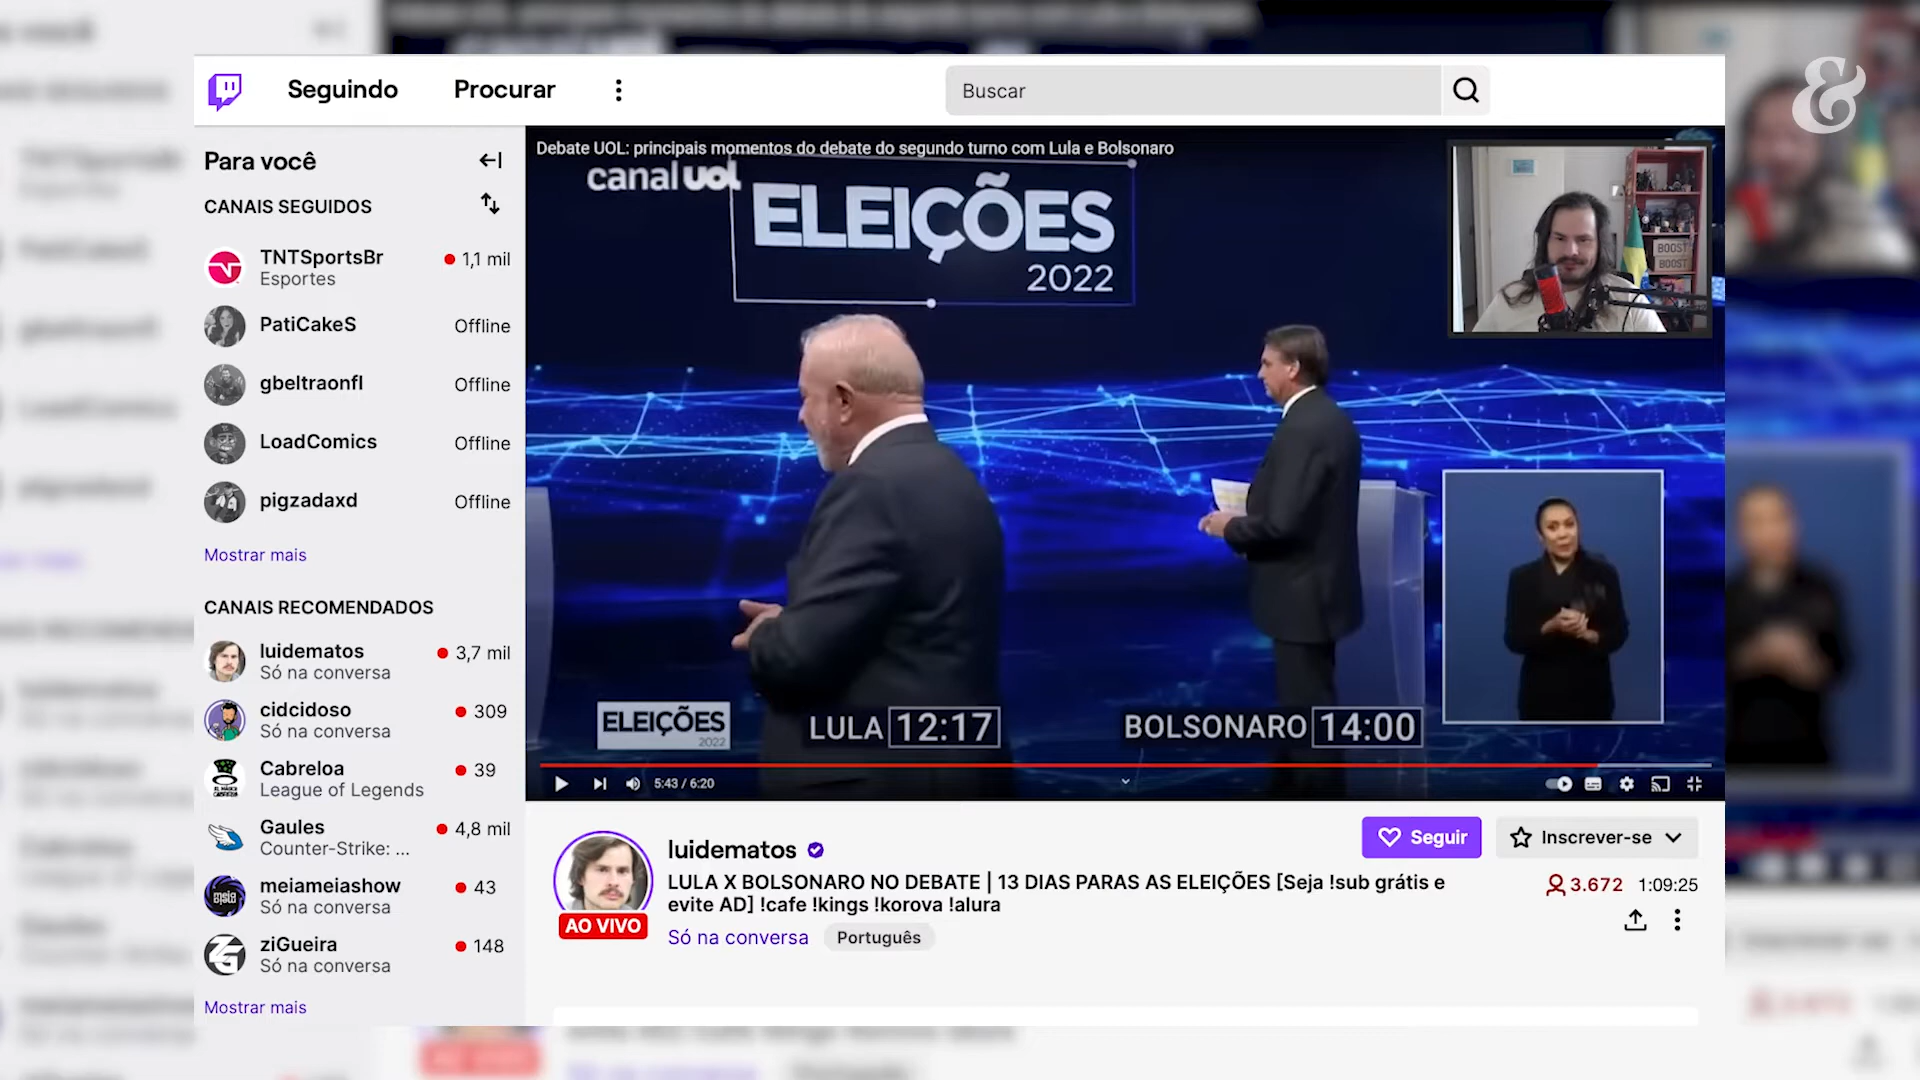 &
Seguindo
Procurar
Buscar
Para você
CANAIS SEGUIDOS
TNTSportsBr
1,1 mil
Esportes
PatiCakeS
Offline
gbeltraonfl
Offline
LoadComics
Offline
pigzadaxd
Offline
Mostrar mais
CANAIS RECOMENDADOS
luidematos
3,7 mil
Só na conversa
cidcidoso
309
Só na conversa
Cabreloa
39
League of Legends
Gaules
4,8 mil
Counter-Strike: ...
meiameiashow
43
Só na conversa
ziGueira
148
Só na conversa
Mostrar mais
Debate UOL: principais momentos do debate do segundo turno com Lula e Bolsonaro
canal uol
ELEIÇÕES
2022
BOOST
BOOST
ELEIÇÕES
2022
LULA 12:17
BOLSONARO 14:00
5:43 / 6:20
luidematos
Seguir
Inscrever-se
LULA X BOLSONARO NO DEBATE | 13 DIAS PARAS AS ELEIÇÕES [Seja !sub grátis e
evite AD] !cafe !kings !korova !alura
3.672 1:09:25
AO VIVO
Só na conversa
Português